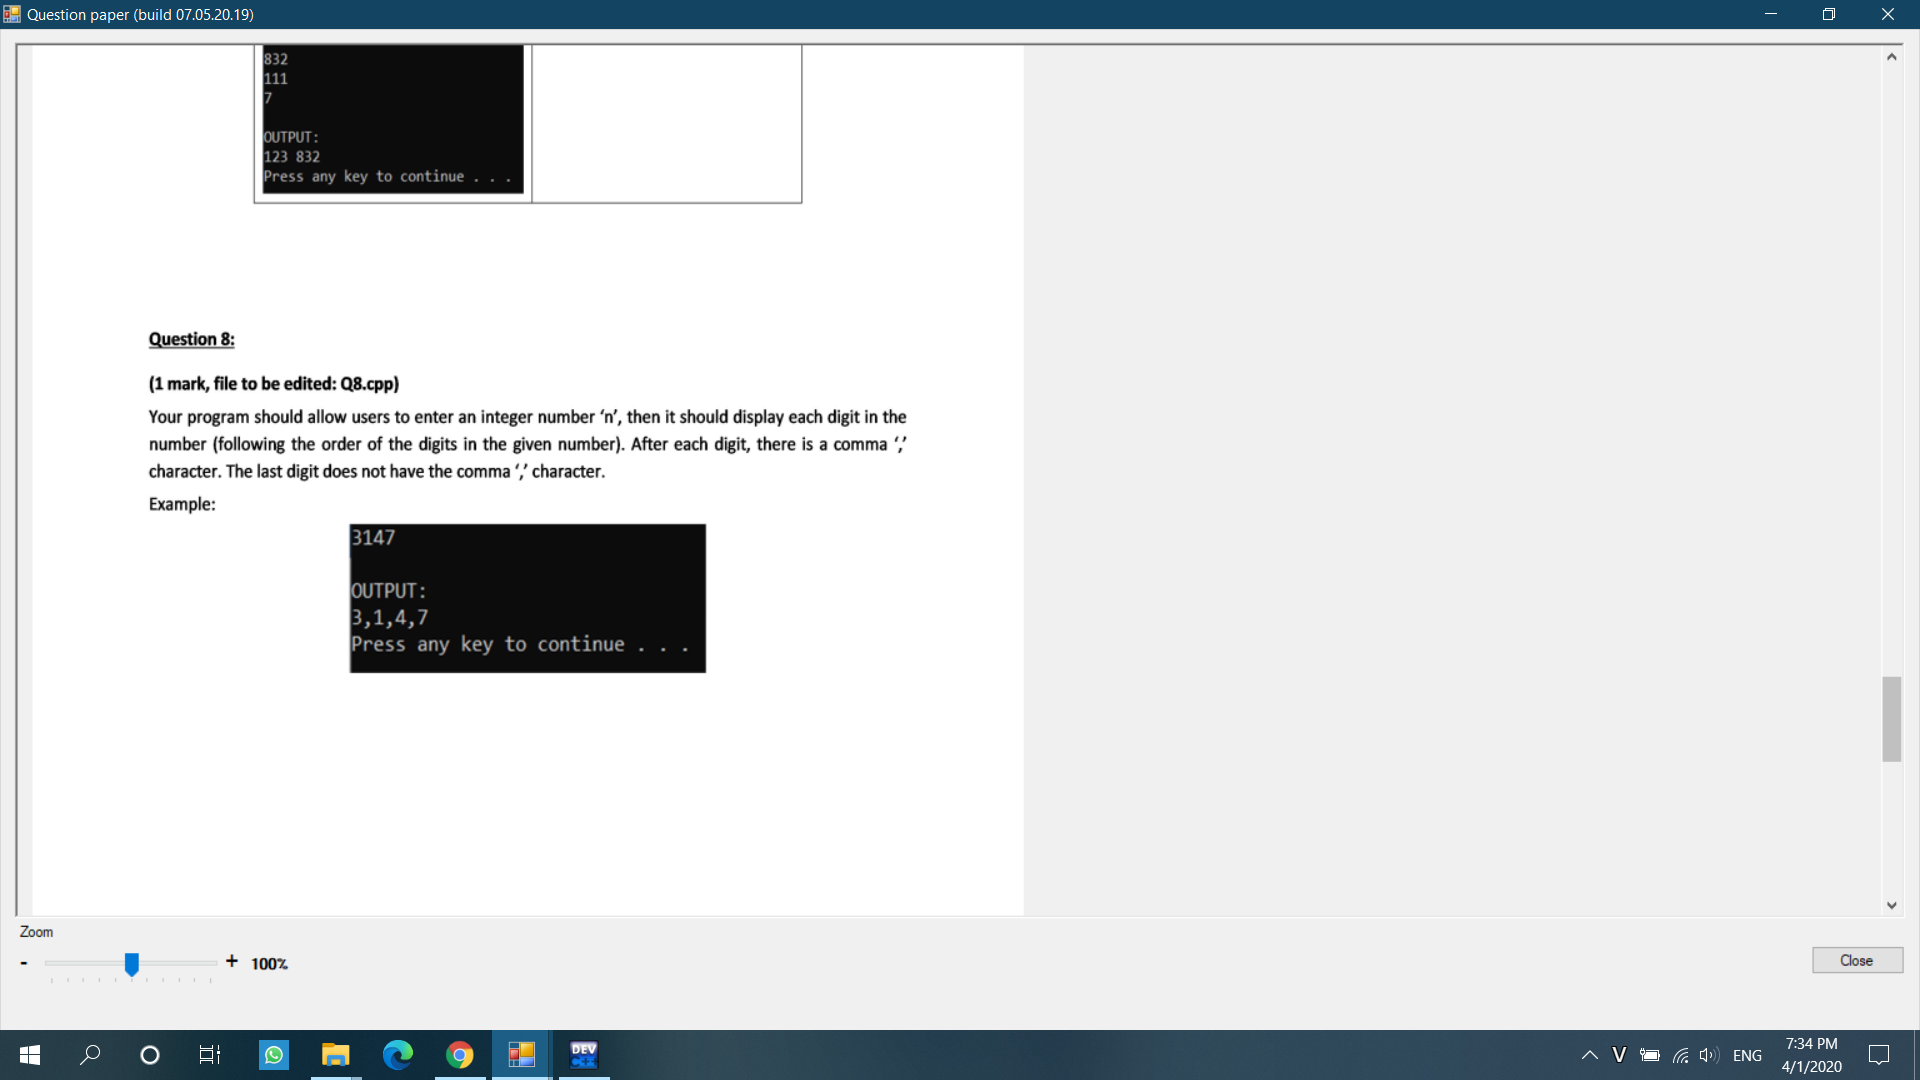 Question paper (build 07.05.20.19)
832
111
7
OUTPUT:
123 832
Press any key to continue . . .
Question 8:
(1 mark, file to be edited: Q8.cpp)
Your program should allow users to enter an integer number ‘n’, then it should display each digit in the
number (following the order of the digits in the given number). After each digit, there is a comma ‘,’
character. The last digit does not have the comma ‘,’ character.
Example:
3147
OUTPUT:
3,1,4,7
Press any key to continue . . .
Zoom
- + 100%
Close
DEV C++
V ENG
7:34 PM
4/1/2020